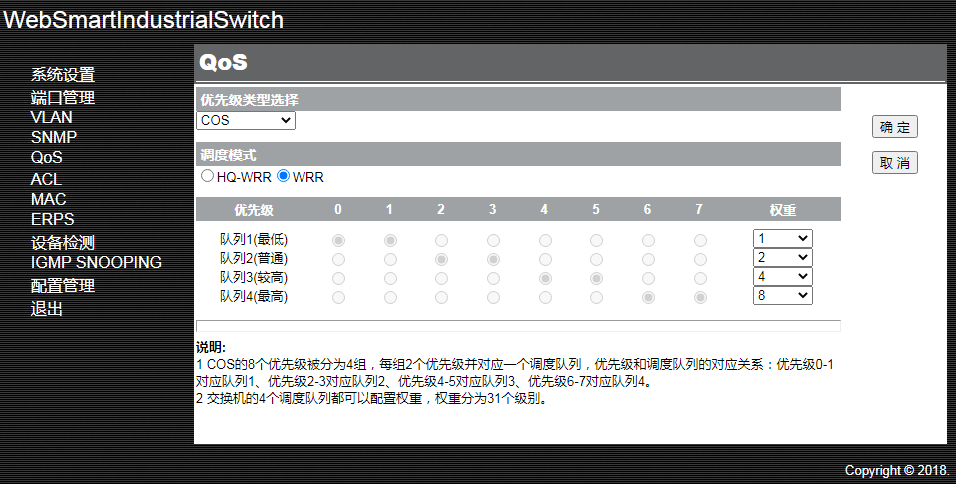 WebSmartIndustrialSwitch
系统设置
端口管理
VLAN
SNMP
QoS
ACL
MAC
ERPS
设备检测
IGMP SNOOPING
配置管理
退出
QoS
优先级类型选择
COS
确 定
取 消
调度模式
HQ-WRR WRR
优先级 0 1 2 3 4 5 6 7 权重
队列1(最低) 1
队列2(普通) 2
队列3(较高) 4
队列4(最高) 8
说明:
1 COS的8个优先级被分为4组，每组2个优先级并对应一个调度队列，优先级和调度队列的对应关系：优先级0-1
对应队列1、优先级2-3对应队列2、优先级4-5对应队列3、优先级6-7对应队列4。
2 交换机的4个调度队列都可以配置权重，权重分为31个级别。
Copyright © 2018.